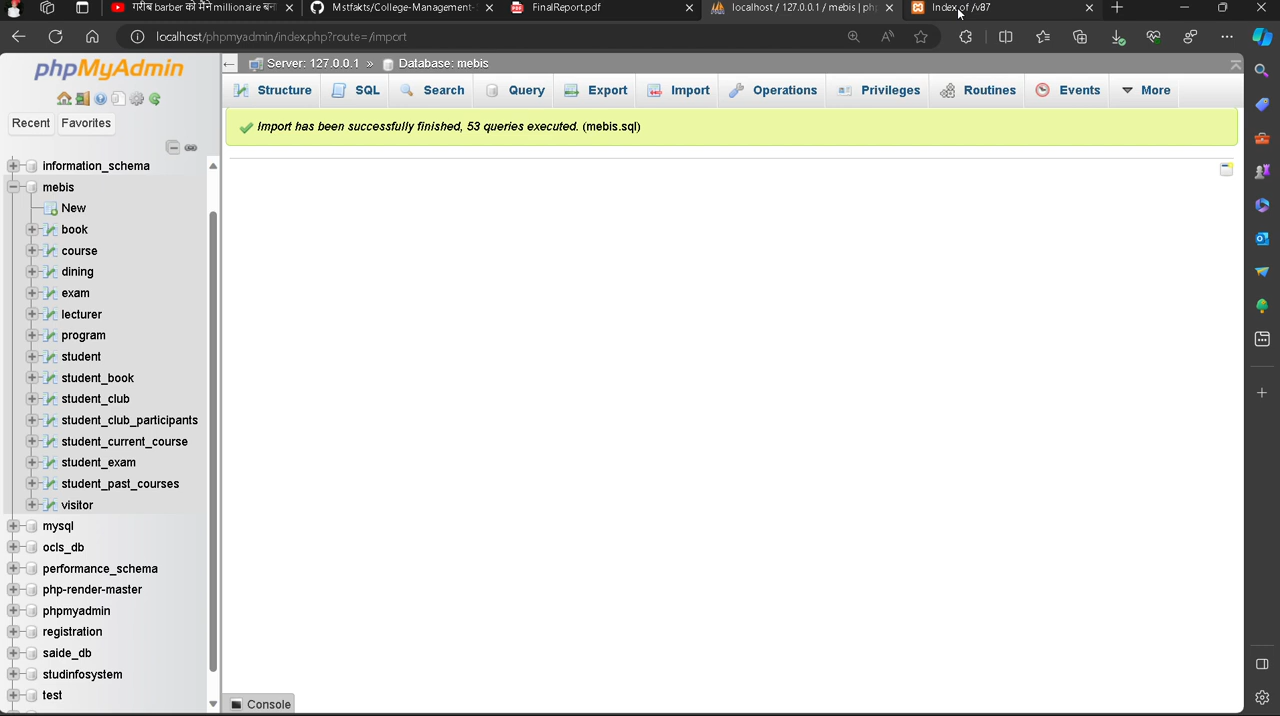 गरीब barber को मैंने millionaire बना
Mstfakts/College-Management-
FinalReport.pdf
localhost / 127.0.0.1 / mebis | ph
Index of /v87
localhost/phpmyadmin/index.php?route=/import
phpMyAdmin
Server: 127.0.0.1 » Database: mebis
Structure SQL Search Query Export Import Operations Privileges Routines Events More
Recent Favorites
Import has been successfully finished, 53 queries executed. (mebis.sql)
information_schema
mebis
New
book
course
dining
exam
lecturer
program
student
student_book
student_club
student_club_participants
student_current_course
student_exam
student_past_courses
visitor
mysql
ocls_db
performance_schema
php-render-master
phpmyadmin
registration
saide_db
studinfosystem
test
Console